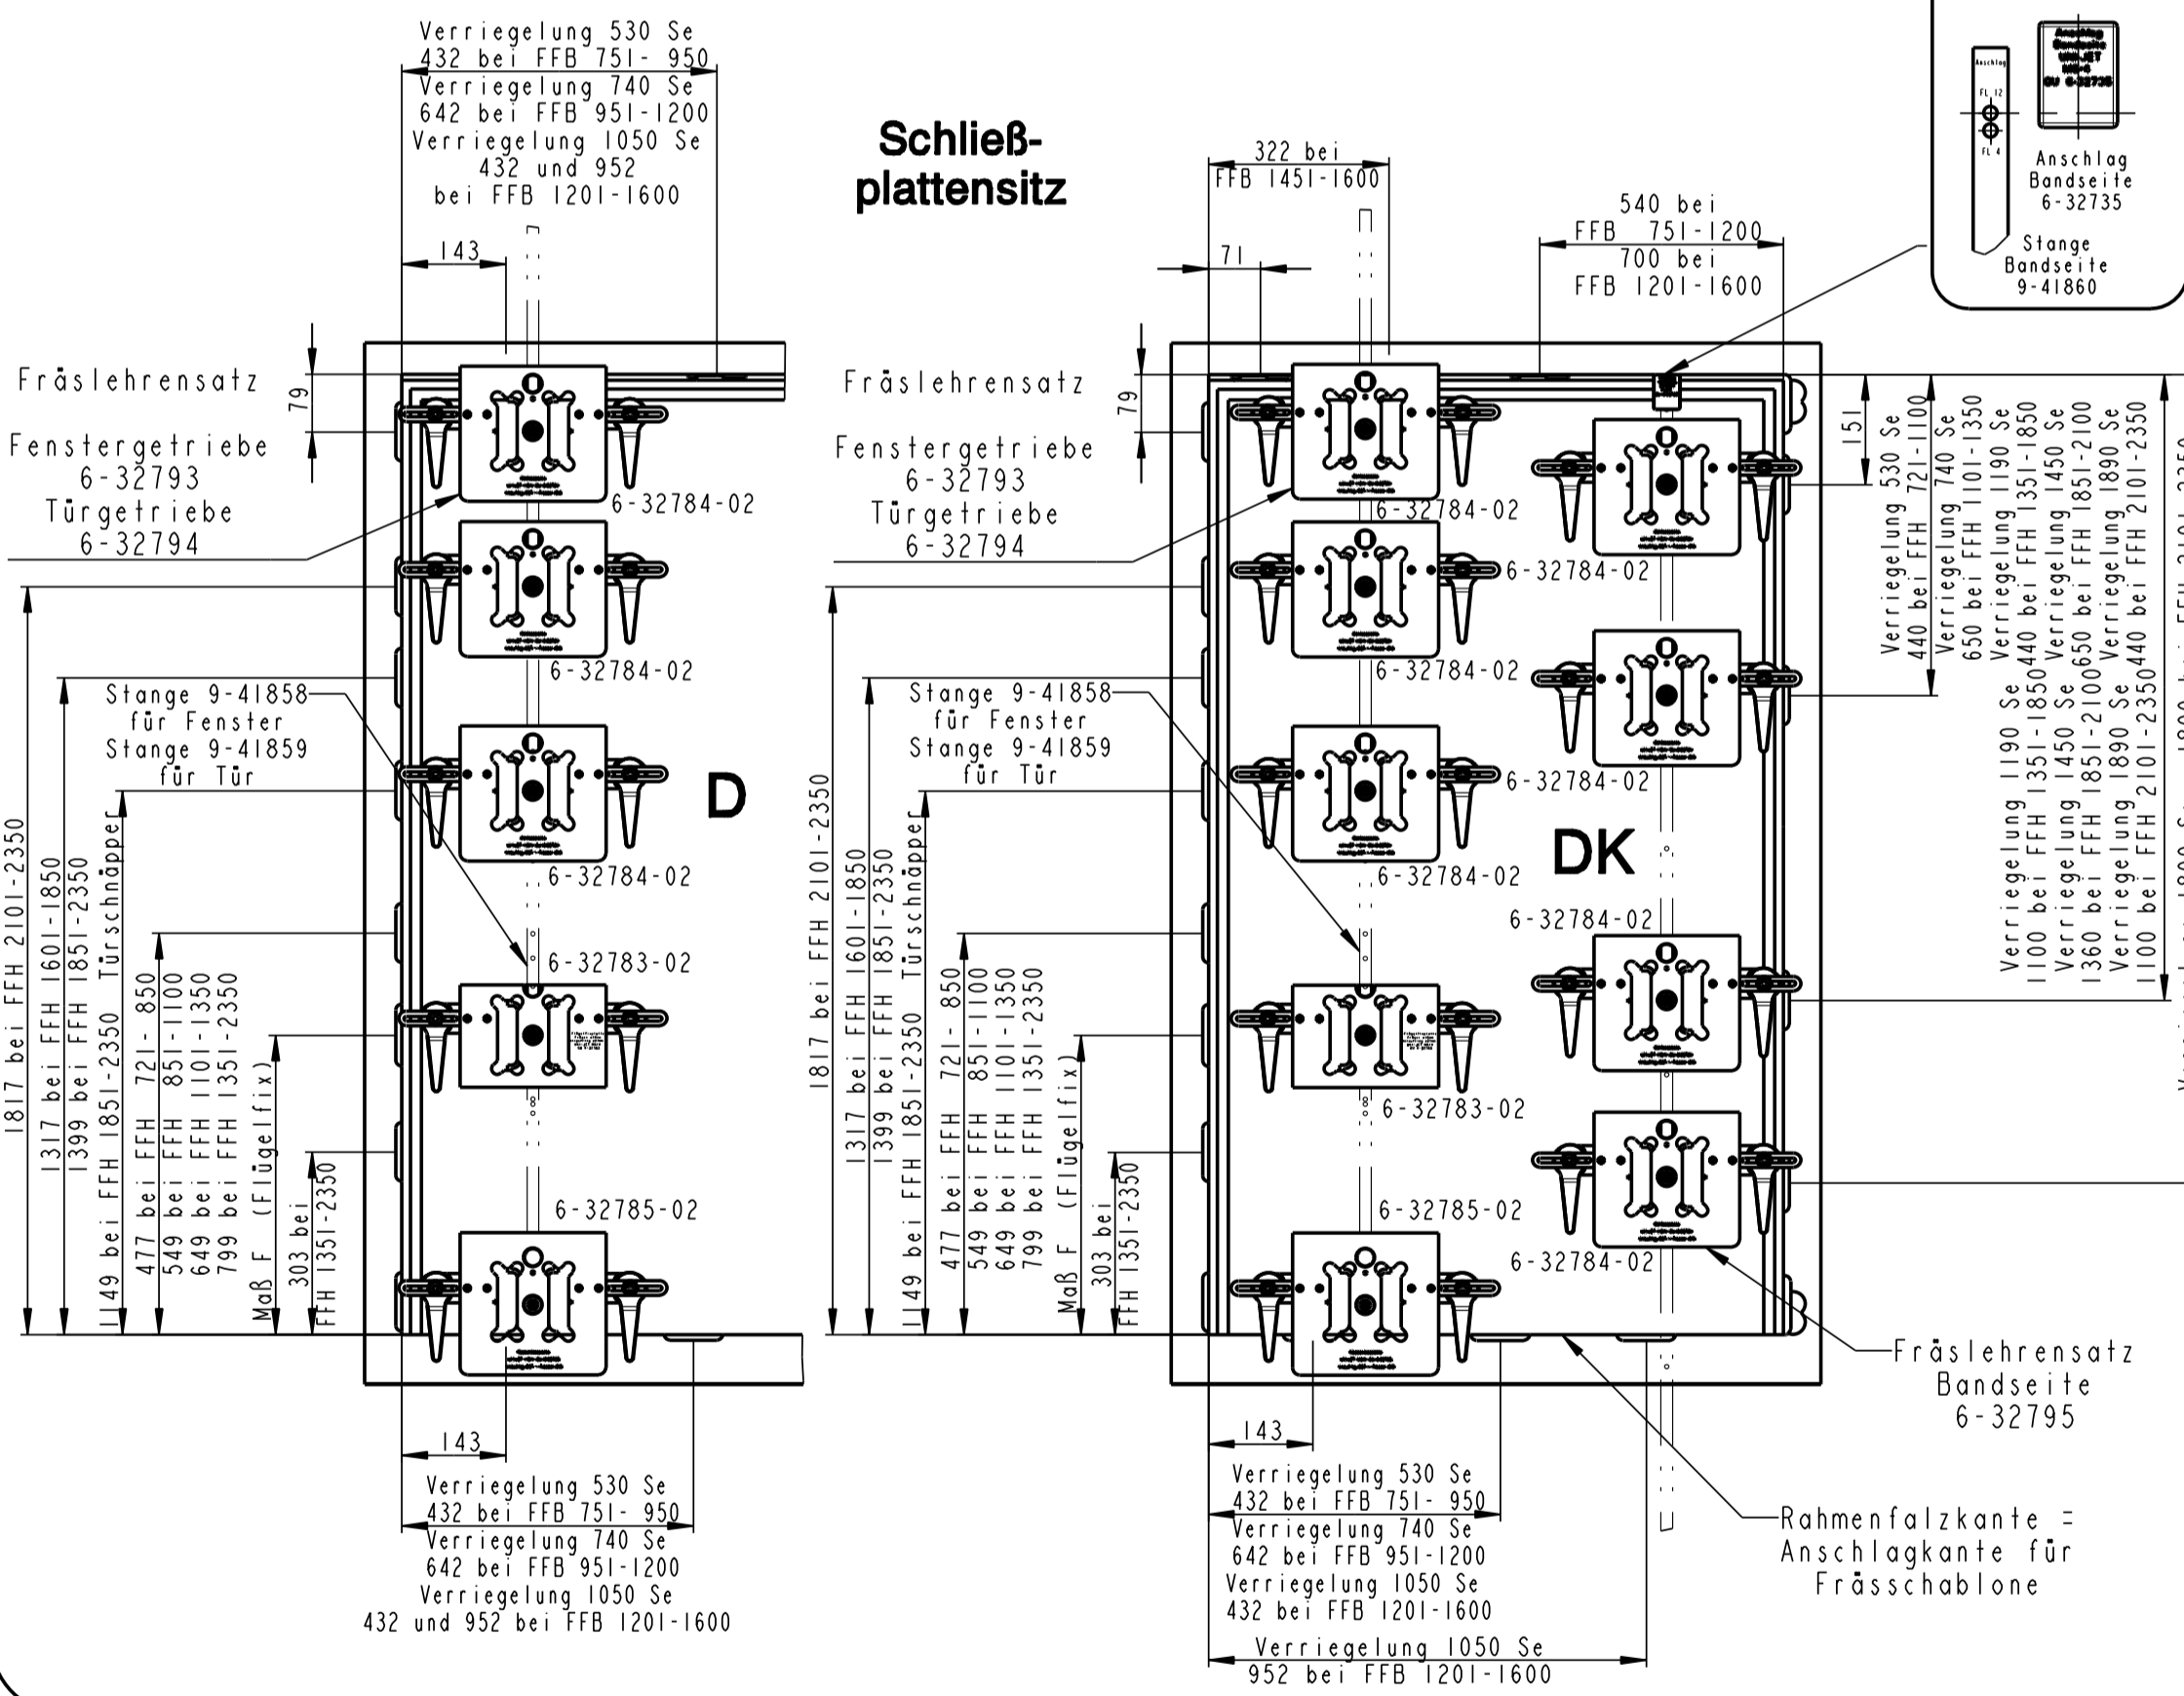 Verriegelung 530 Se
432 bei FFB 751- 950
Verriegelung 740 Se
642 bei FFB 951-1200
Verriegelung 1050 Se
432 und 952
bei FFB 1201-1600
143
Schließ-
plattensitz
322 bei
FFB 1451-1600
71
540 bei
FFB 751-1200
700 bei
FFB 1201-1600
Anschlag
FL 12
FL 4
Anschlag
Bandseite
6-32735
Anschlag
Bandseite
6-32735
Stange
Bandseite
9-41860
Fräslehrensatz
Fenstergetriebe
6-32793
Türgetriebe
6-32794
79
6-32784-02
6-32784-02
Stange 9-41858
für Fenster
Stange 9-41859
für Tür
D
6-32784-02
6-32783-02
6-32785-02
1817 bei FFH 2101-2350
1317 bei FFH 1601-1850
1399 bei FFH 1851-2350
1149 bei FFH 1851-2350 Türschnäpper
477 bei FFH 721- 850
549 bei FFH 851-1100
649 bei FFH 1101-1350
799 bei FFH 1351-2350
Maß F (Flügelfix)
303 bei
FFH 1351-2350
143
Verriegelung 530 Se
432 bei FFB 751- 950
Verriegelung 740 Se
642 bei FFB 951-1200
Verriegelung 1050 Se
432 und 952 bei FFB 1201-1600
Fräslehrensatz
Fenstergetriebe
6-32793
Türgetriebe
6-32794
79
6-32784-02
6-32784-02
6-32784-02
Stange 9-41858
für Fenster
Stange 9-41859
für Tür
6-32784-02
6-32784-02
DK
6-32784-02
6-32783-02
6-32785-02
6-32784-02
1817 bei FFH 2101-2350
1317 bei FFH 1601-1850
1399 bei FFH 1851-2350
1149 bei FFH 1851-2350 Türschnäpper
477 bei FFH 721- 850
549 bei FFH 851-1100
649 bei FFH 1101-1350
799 bei FFH 1351-2350
Maß F (Flügelfix)
303 bei
FFH 1351-2350
151
Verriegelung 530 Se
440 bei FFH 721-1100
Verriegelung 740 Se
650 bei FFH 1101-1350
Verriegelung 1190 Se
440 bei FFH 1351-1850
Verriegelung 1450 Se
650 bei FFH 1851-2100
Verriegelung 1890 Se
440 bei FFH 2101-2350
Verriegelung 1190 Se
1100 bei FFH 1351-1850
Verriegelung 1450 Se
1360 bei FFH 1851-2100
Verriegelung 1890 Se
1100 bei FFH 2101-2350
Fräslehrensatz
Bandseite
6-32795
Rahmenfalzkante =
Anschlagkante für
Frässchablone
143
Verriegelung 530 Se
432 bei FFB 751- 950
Verriegelung 740 Se
642 bei FFB 951-1200
Verriegelung 1050 Se
432 bei FFB 1201-1600
Verriegelung 1050 Se
952 bei FFB 1201-1600